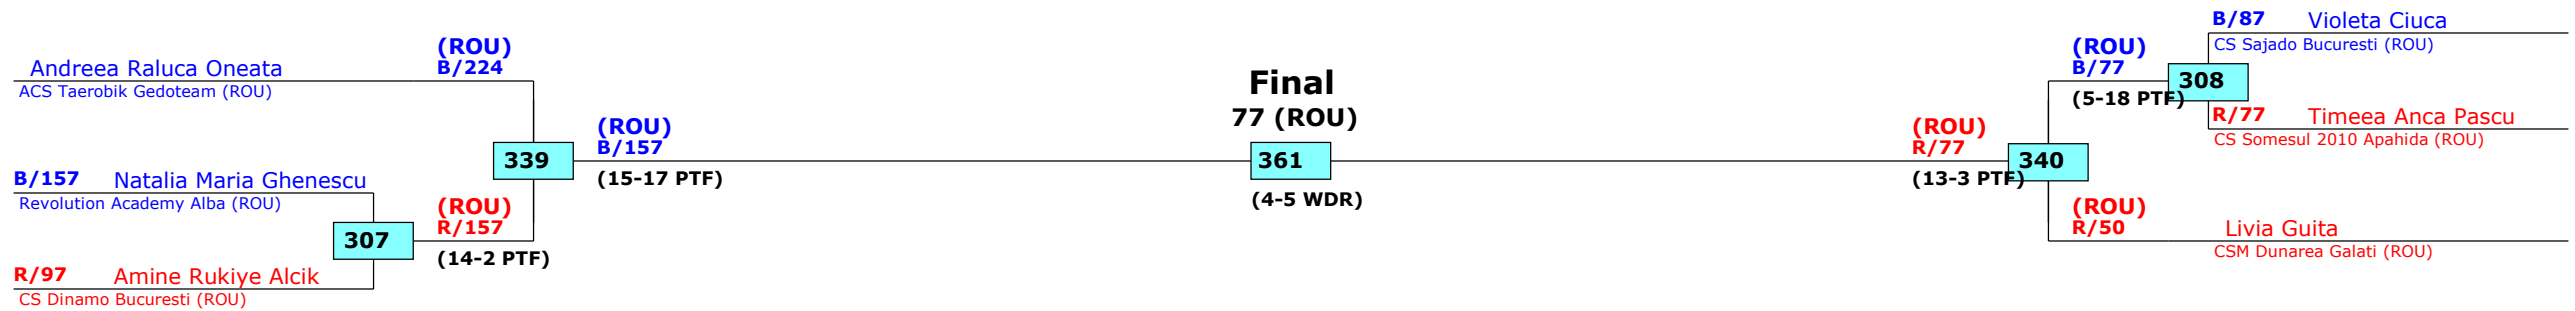 Andreea Raluca Oneata
ACS Taerobik Gedoteam (ROU)
(ROU)
B/224
B/157 Natalia Maria Ghenescu
Revolution Academy Alba (ROU)
307
R/97 Amine Rukiye Alcik
CS Dinamo Bucuresti (ROU)
(ROU)
R/157
(14-2 PTF)
339
(ROU)
B/157
(15-17 PTF)
Final
77 (ROU)
361
(4-5 WDR)
(ROU)
R/77
(13-3 PTF)
340
(ROU)
B/77
(5-18 PTF)
308
B/87 Violeta Ciuca
CS Sajado Bucuresti (ROU)
R/77 Timeea Anca Pascu
CS Somesul 2010 Apahida (ROU)
(ROU)
R/50
Livia Guita
CSM Dunarea Galati (ROU)